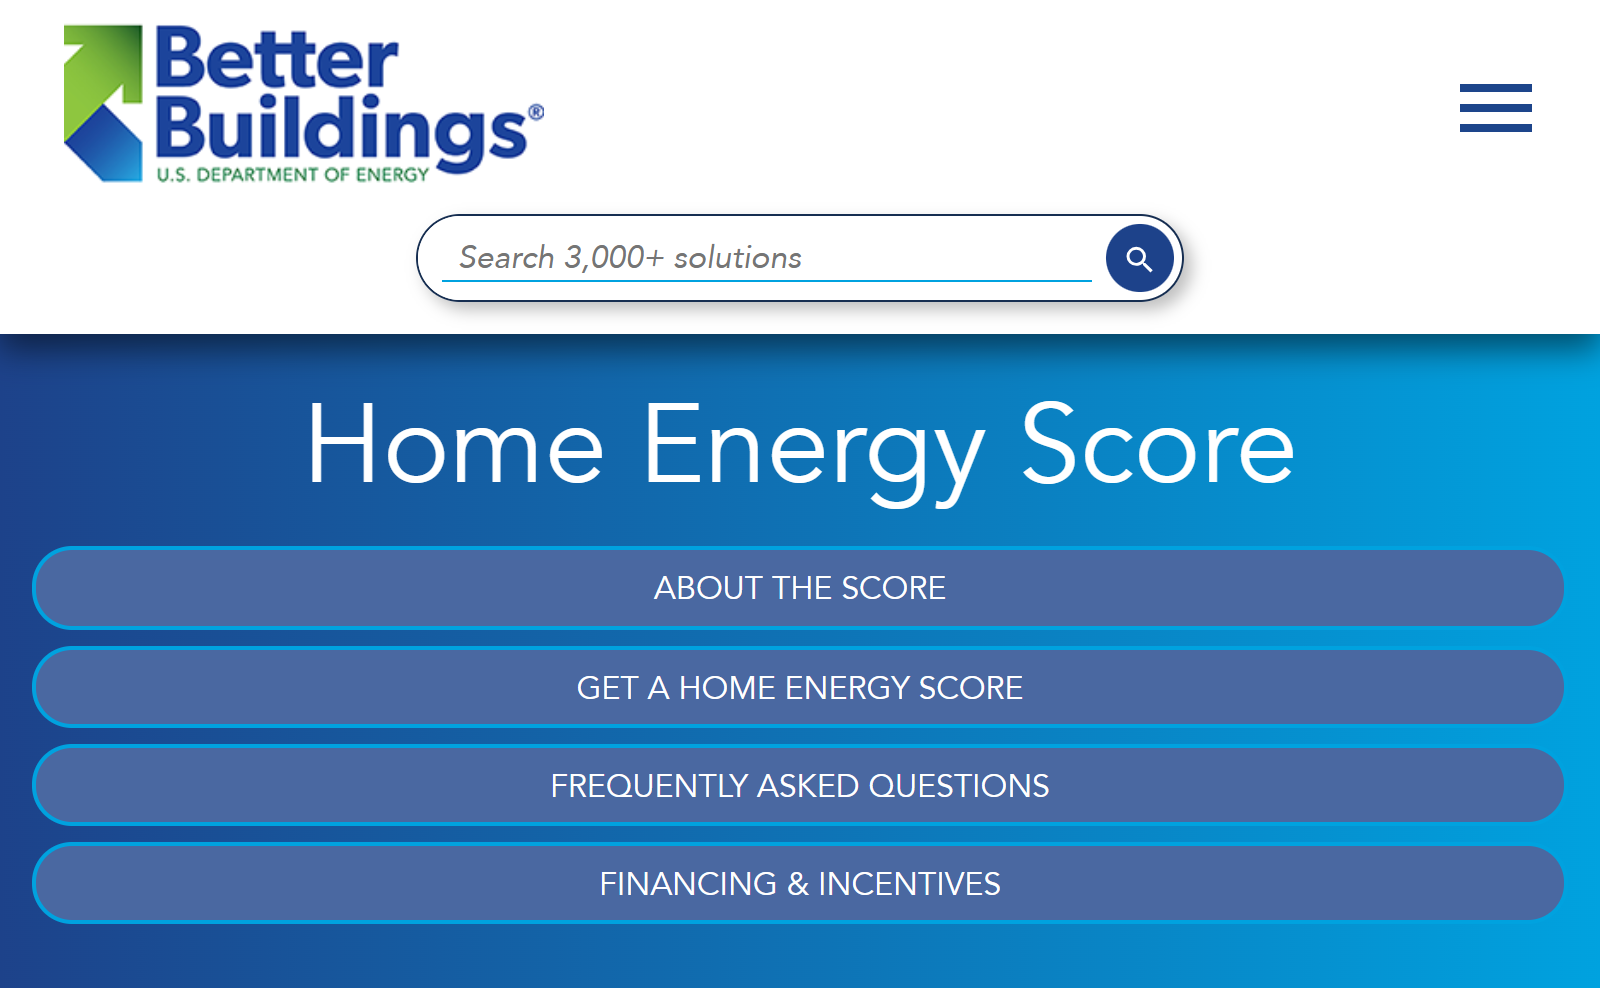 Better
Buildings®
U.S. DEPARTMENT OF ENERGY
Search 3,000+ solutions
Home Energy Score
ABOUT THE SCORE
GET A HOME ENERGY SCORE
FREQUENTLY ASKED QUESTIONS
FINANCING & INCENTIVES